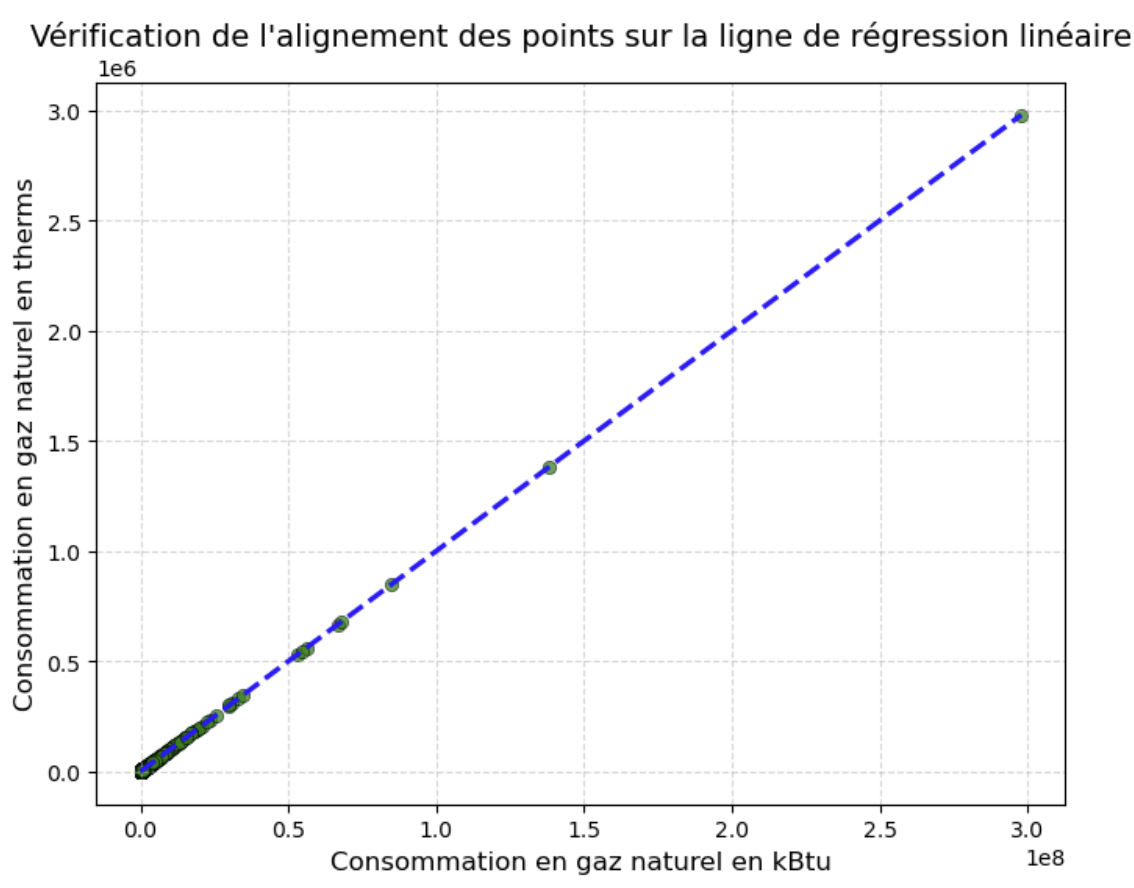 Vérification de l'alignement des points sur la ligne de régression linéaire
1e6
3.0
2.5
2.0
1.5
1.0
0.5
0.0
Consommation en gaz naturel en therms
0.0 0.5 1.0 1.5 2.0 2.5 3.0
1e8
Consommation en gaz naturel en kBtu